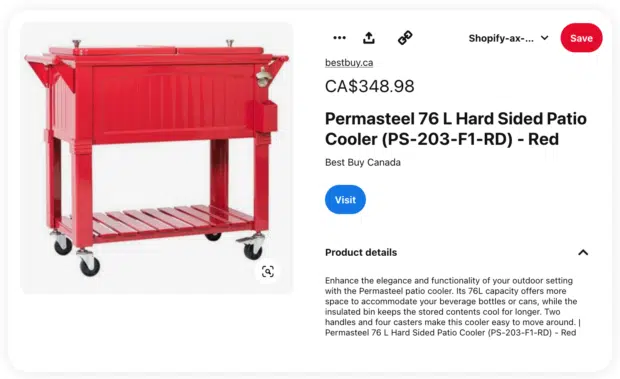 Shopify-ax-...
Save
bestbuy.ca
CA$348.98
Permasteel 76 L Hard Sided Patio
Cooler (PS-203-F1-RD) - Red
Best Buy Canada
Visit
Product details
Enhance the elegance and functionality of your outdoor setting
with the Permasteel patio cooler. Its 76L capacity offers more
space to accommodate your beverage bottles or cans, while the
insulated bin keeps the stored contents cool for longer. Two
handles and four casters make this cooler easy to move around. |
Permasteel 76 L Hard Sided Patio Cooler (PS-203-F1-RD) - Red